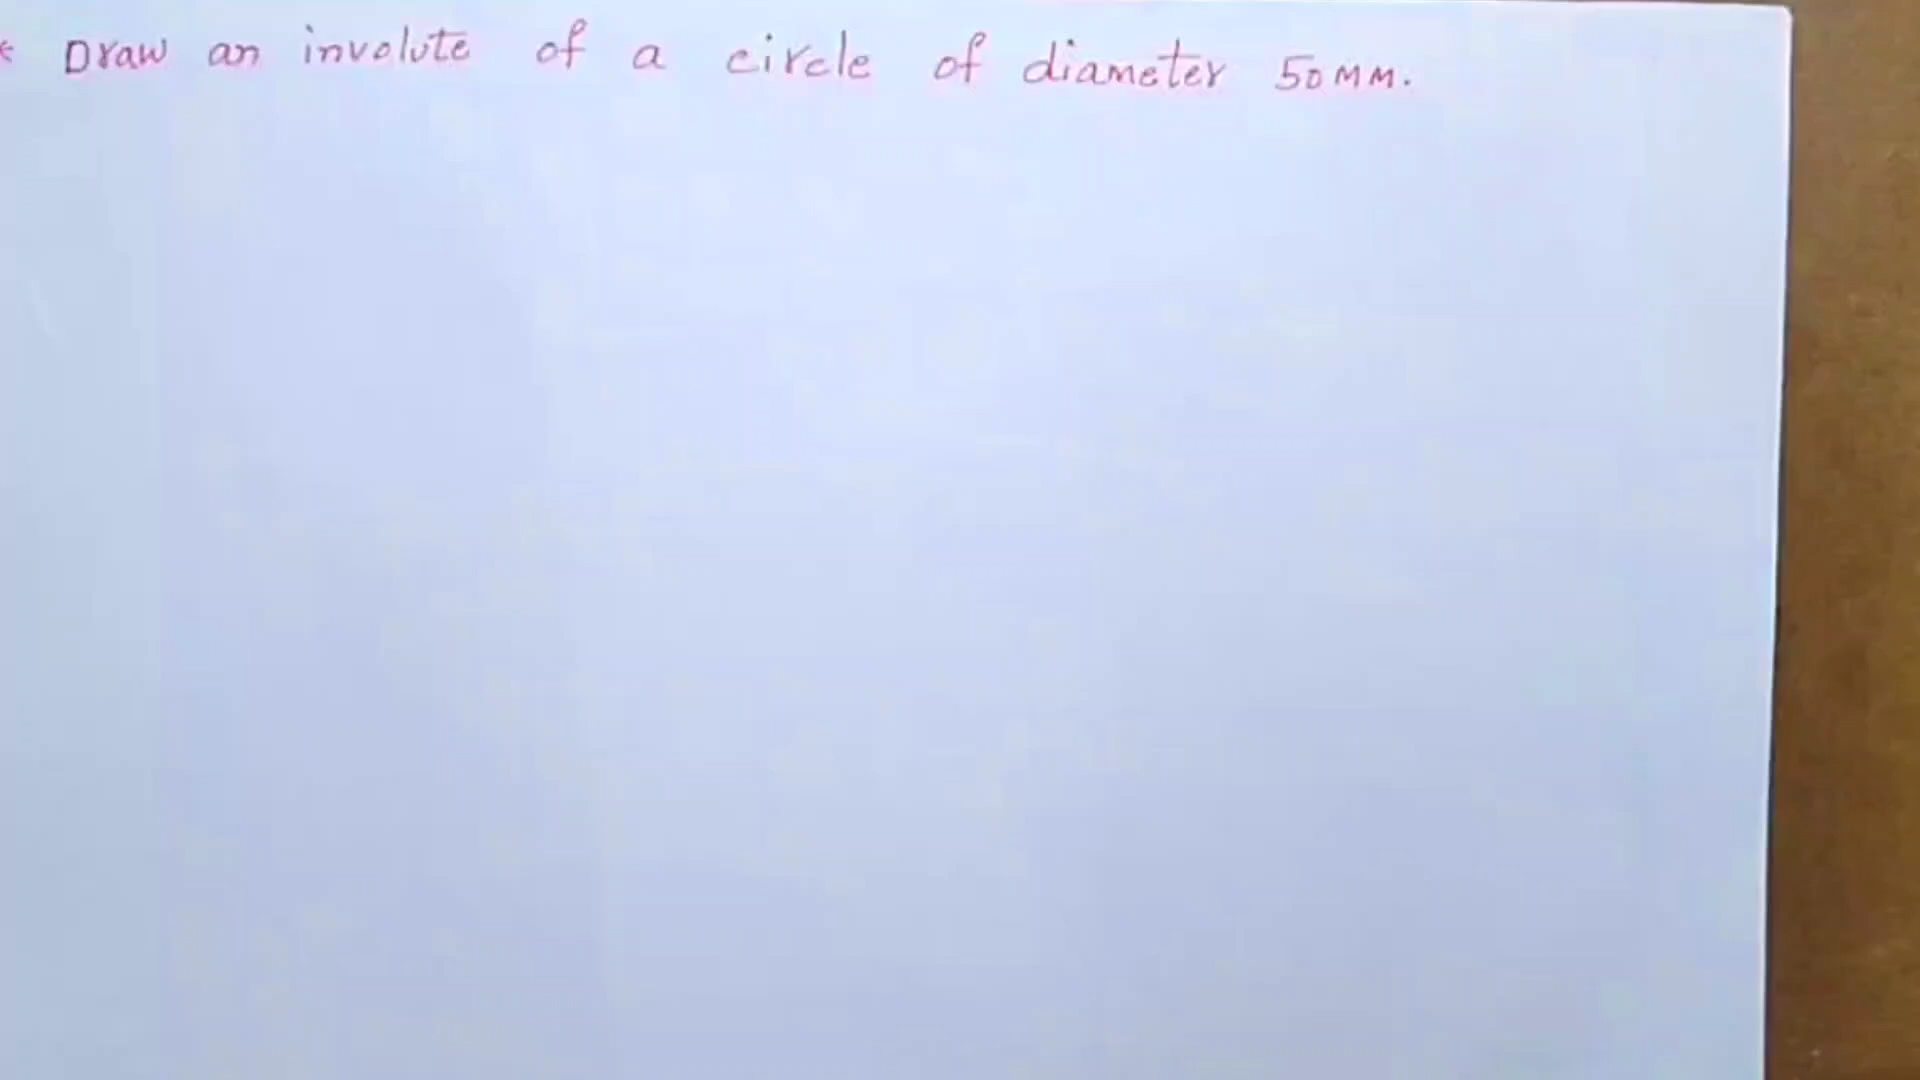 * Draw an involute of a circle of diameter 50mm.